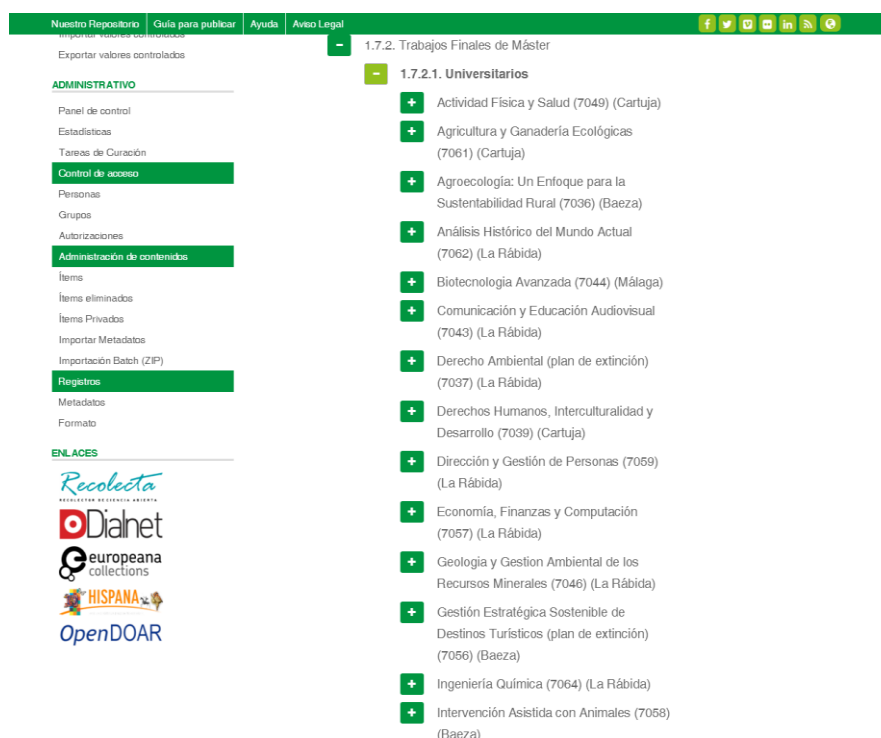 Nuestro Repositorio
Guía para publicar
Ayuda
Aviso Legal
Importar valores controlados
Exportar valores controlados
ADMINISTRATIVO
Panel de control
Estadísticas
Tareas de Curación
Control de acceso
Personas
Grupos
Autorizaciones
Administración de contenidos
Ítems
Ítems eliminados
Ítems Privados
Importar Metadatos
Importación Batch (ZIP)
Registros
Metadatos
Formato
ENLACES
Recolecta
RECOLECTOR DE CIENCIA ABIERTA
Dialnet
europeana
collections
HISPANA
OpenDOAR
1.7.2. Trabajos Finales de Máster
1.7.2.1. Universitarios
Actividad Física y Salud (7049) (Cartuja)
Agricultura y Ganadería Ecológicas
(7061) (Cartuja)
Agroecología: Un Enfoque para la
Sustentabilidad Rural (7036) (Baeza)
Análisis Histórico del Mundo Actual
(7062) (La Rábida)
Biotecnologia Avanzada (7044) (Málaga)
Comunicación y Educación Audiovisual
(7043) (La Rábida)
Derecho Ambiental (plan de extinción)
(7037) (La Rábida)
Derechos Humanos, Interculturalidad y
Desarrollo (7039) (Cartuja)
Dirección y Gestión de Personas (7059)
(La Rábida)
Economía, Finanzas y Computación
(7057) (La Rábida)
Geologia y Gestion Ambiental de los
Recursos Minerales (7046) (La Rábida)
Gestión Estratégica Sostenible de
Destinos Turísticos (plan de extinción)
(7056) (Baeza)
Ingeniería Química (7064) (La Rábida)
Intervención Asistida con Animales (7058)
(Baeza)